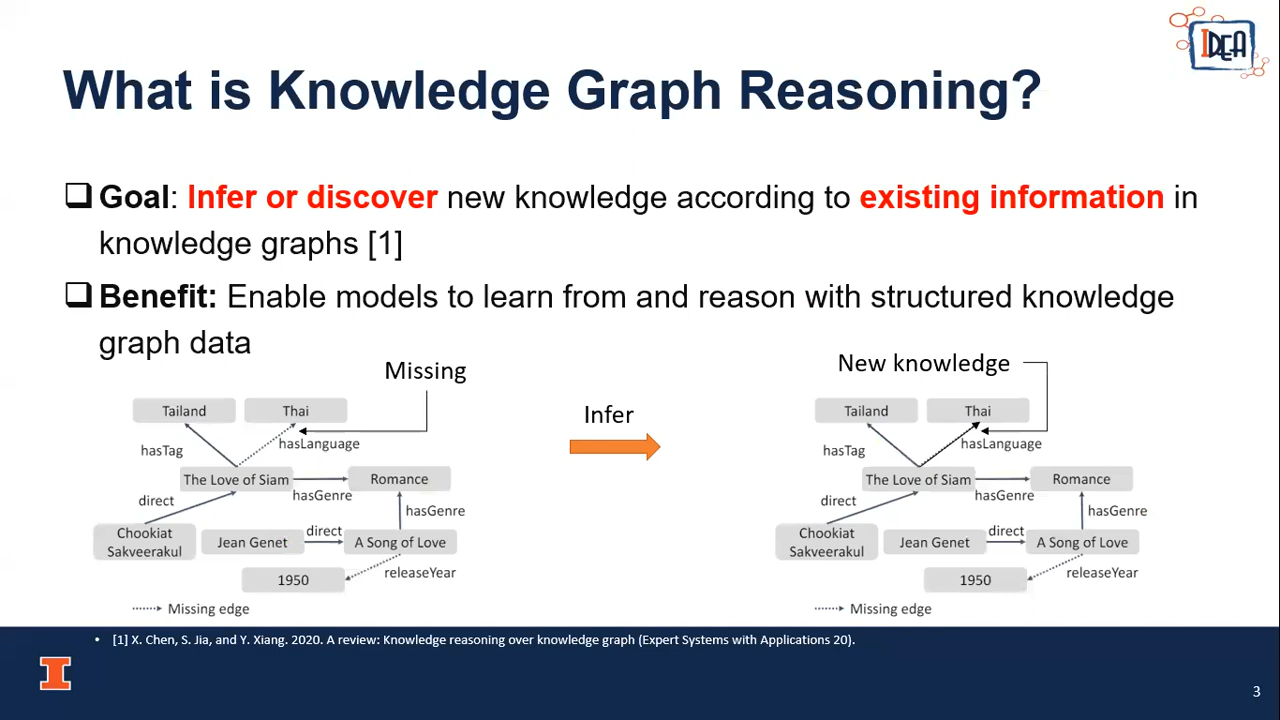 IDEA
What is Knowledge Graph Reasoning?
❑ Goal: Infer or discover new knowledge according to existing information in
knowledge graphs [1]
❑ Benefit: Enable models to learn from and reason with structured knowledge
graph data
Missing
Tailand
Thai
hasTag
hasLanguage
The Love of Siam
Romance
direct
hasGenre
hasGenre
Chookiat
Sakveerakul
Jean Genet
direct
A Song of Love
1950
releaseYear
Missing edge
Infer
New knowledge
Tailand
Thai
hasTag
hasLanguage
The Love of Siam
Romance
direct
hasGenre
hasGenre
Chookiat
Sakveerakul
Jean Genet
direct
A Song of Love
1950
releaseYear
Missing edge
• [1] X. Chen, S. Jia, and Y. Xiang. 2020. A review: Knowledge reasoning over knowledge graph (Expert Systems with Applications 20).
I
3